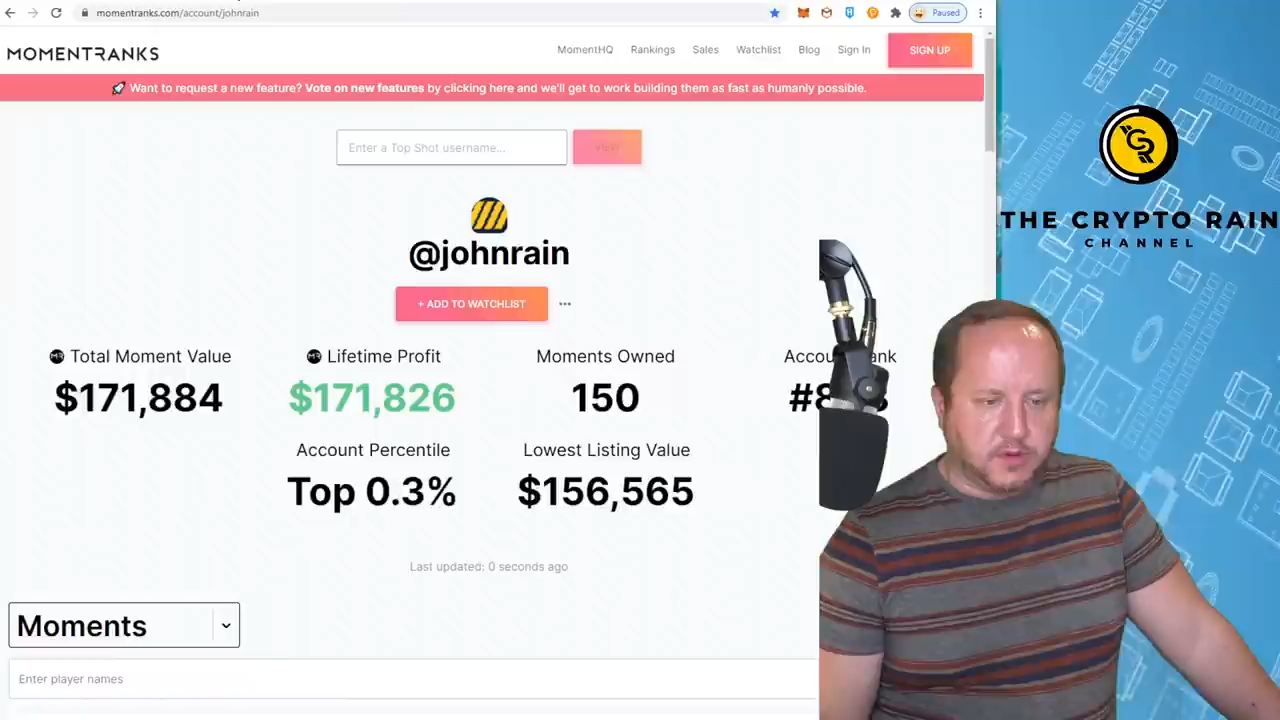 momentranks.com/account/johnrain
Paused
MOMENTRANKS
MomentHQ Rankings Sales Watchlist Blog Sign In SIGN UP
Want to request a new feature? Vote on new features by clicking here and we'll get to work building them as fast as humanly possible.
Enter a Top Shot username... VIEW
@johnrain
+ ADD TO WATCHLIST ...
MR Total Moment Value
$171,884
MR Lifetime Profit
$171,826
Moments Owned
150
Account Percentile
Top 0.3%
Lowest Listing Value
$156,565
Last updated: 0 seconds ago
Moments
Enter player names
THE CRYPTO RAIN
CHANNEL